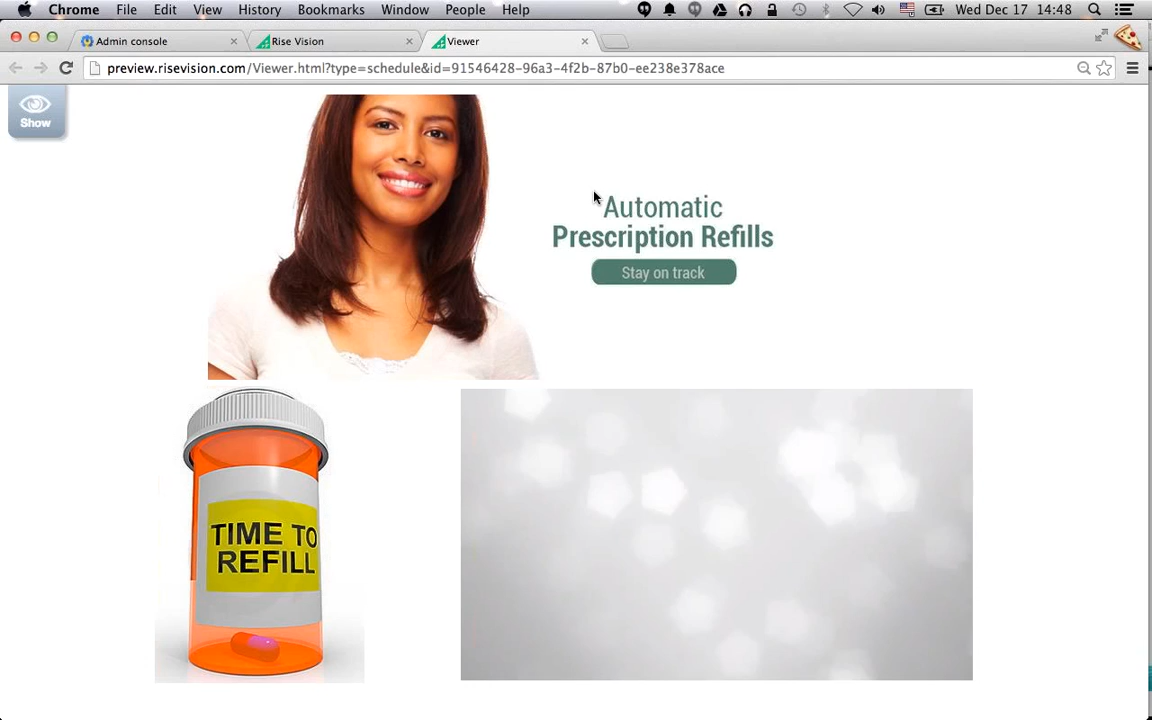 Chrome File Edit View History Bookmarks Window People Help Wed Dec 17 14:48
Admin console Rise Vision Viewer
preview.risevision.com/Viewer.html?type=schedule&id=91546428-96a3-4f2b-87b0-ee238e378ace
Show
Automatic
Prescription Refills
Stay on track
TIME TO
REFILL